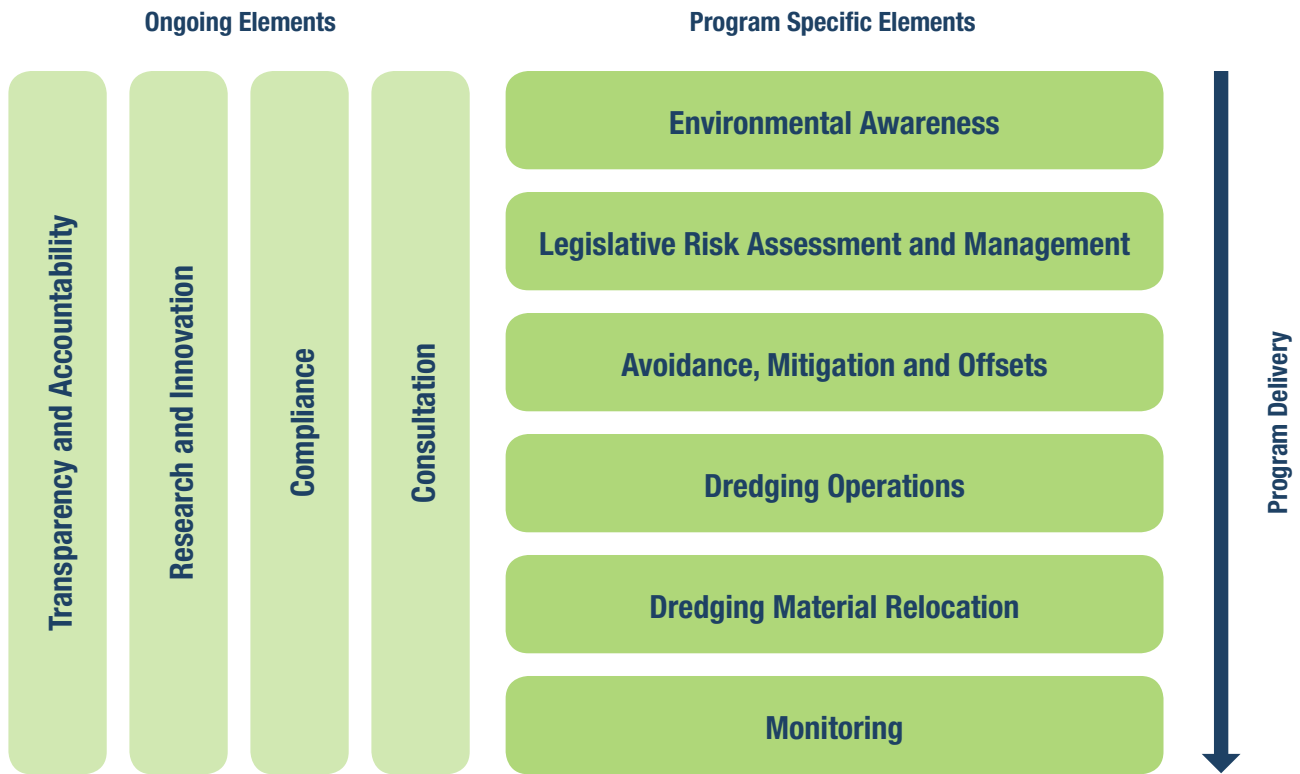 Ongoing Elements
Program Specific Elements
Transparency and Accountability
Research and Innovation
Compliance
Consultation
Environmental Awareness
Legislative Risk Assessment and Management
Avoidance, Mitigation and Offsets
Dredging Operations
Dredging Material Relocation
Monitoring
Program Delivery